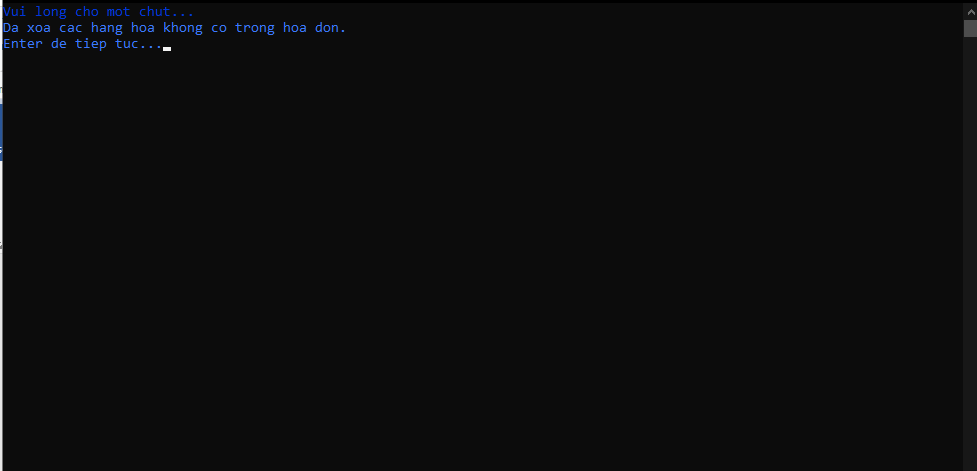 Vui long cho mot chut...
Da xoa cac hang hoa khong co trong hoa don.
Enter de tiep tuc...